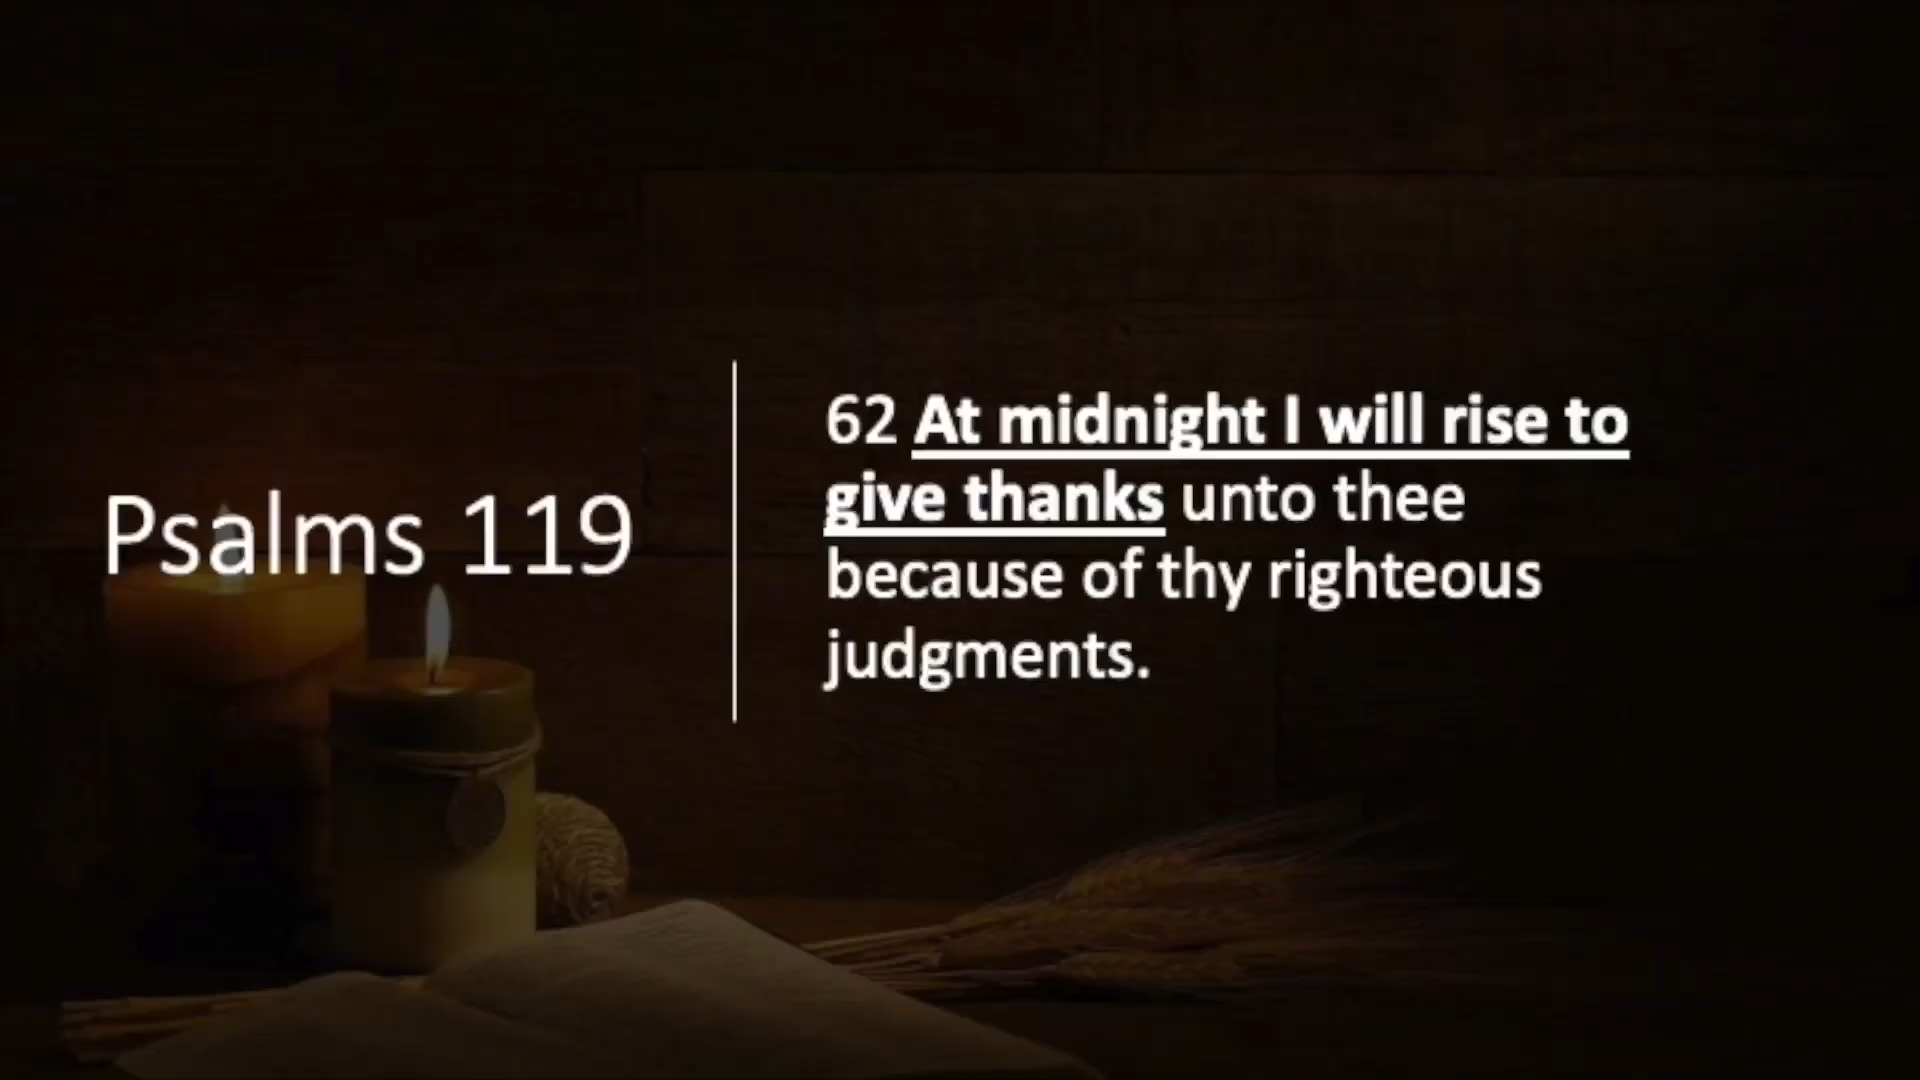 Psalms 119
62 At midnight I will rise to
give thanks unto thee
because of thy righteous
judgments.